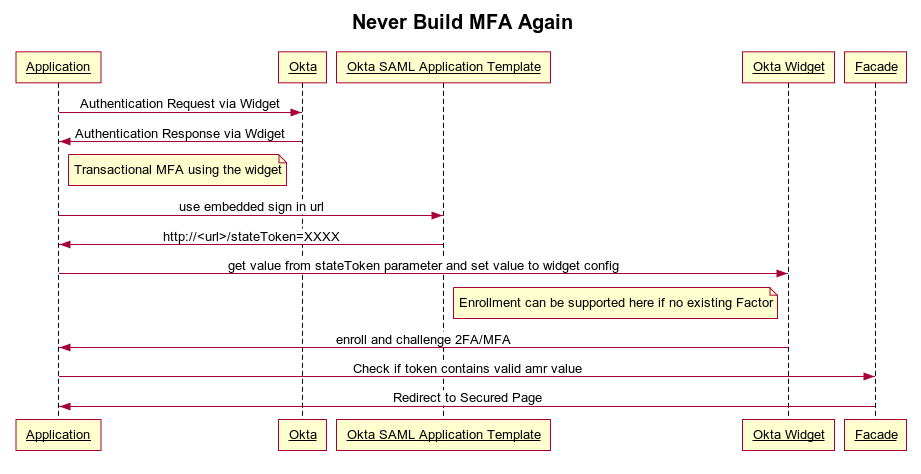 Never Build MFA Again
Application
Okta
Okta SAML Application Template
Okta Widget
Facade
Authentication Request via Widget
Authentication Response via Wdiget
Transactional MFA using the widget
use embedded sign in url
http://<url>/stateToken=XXXX
get value from stateToken parameter and set value to widget config
Enrollment can be supported here if no existing Factor
enroll and challenge 2FA/MFA
Check if token contains valid amr value
Redirect to Secured Page
Application
Okta
Okta SAML Application Template
Okta Widget
Facade